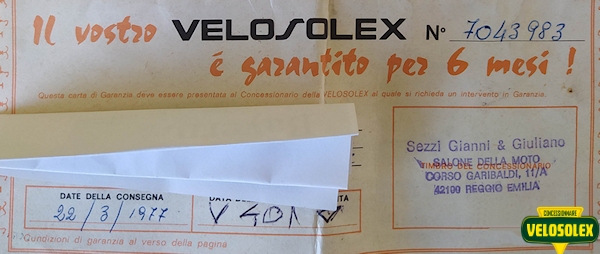 Il vostro VELOSOLEX N° 7043983
é garantito per 6 mesi !
Questa carta di Garanzia deve essere presentata al Concessionario della VELOSOLEX al quale si richieda un intervento in Garanzia.
Sezzi Gianni & Giuliano
TIMBRO DEL CONCESSIONARIO
SALONE DELLA MOTO
CORSO GARIBALDI, 11/A
42100 REGGIO EMILIA
DATE DELLA CONSEGNA
22/3/1977
Condizioni di garanzia al verso della pagina
CONCESSIONNAIRE
VELOSOLEX